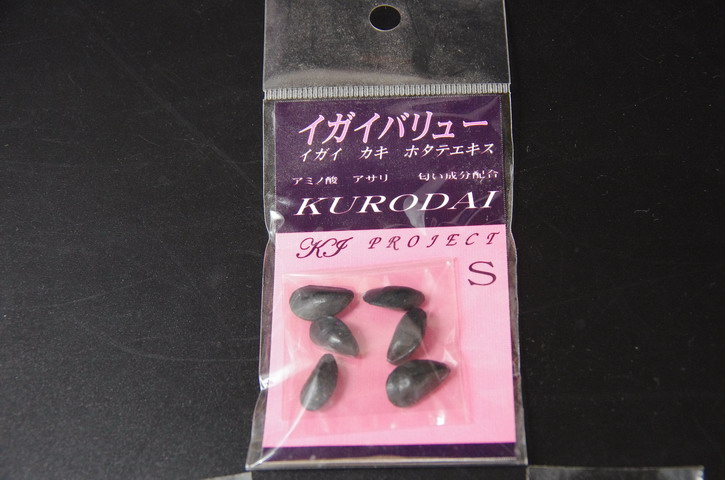 イガイバリュー
イガイ カキ ホタテエキス
アミノ酸 アサリ 匂い成分配合
KURODAI
KJ PROJECT
S